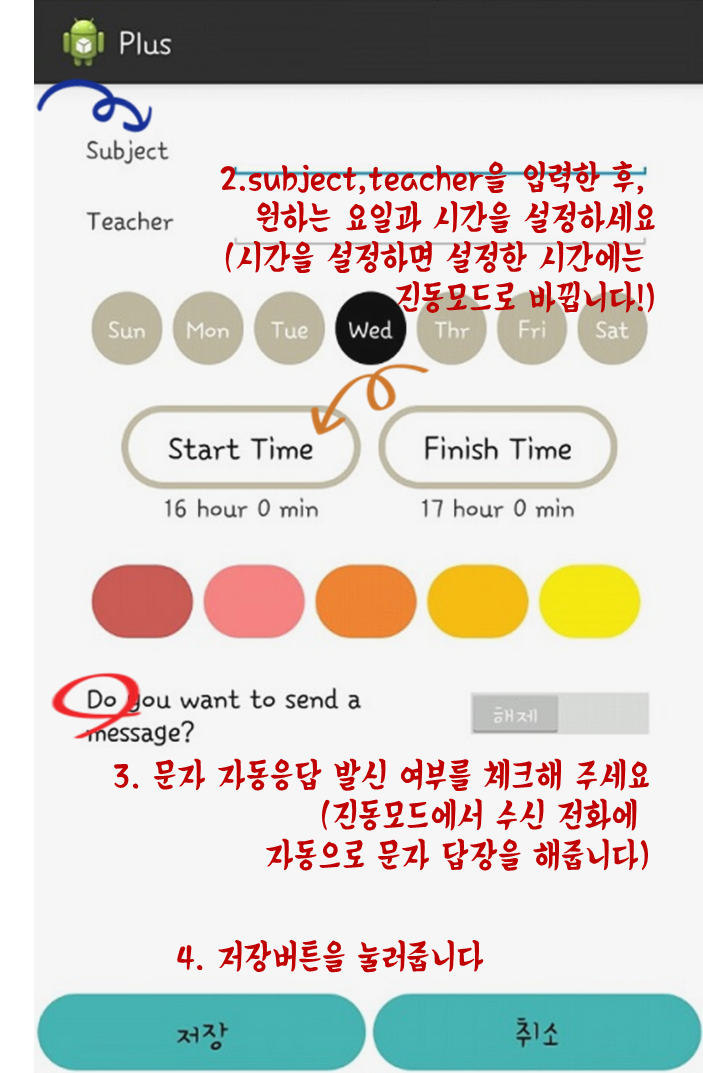 Plus
Subject
2.subject,teacher을 입력한 후,
Teacher
원하는 요일과 시간을 설정하세요
(시간을 설정하면 설정한 시간에는
진동모드로 바뀝니다!)
Sun Mon Tue Wed Thr Fri Sat
Start Time Finish Time
16 hour 0 min 17 hour 0 min
Do you want to send a
message?
해제
3. 문자 자동응답 발신 여부를 체크해 주세요
(진동모드에서 수신 전화에
자동으로 문자 답장을 해줍니다)
4. 저장버튼을 눌러줍니다
저장 취소